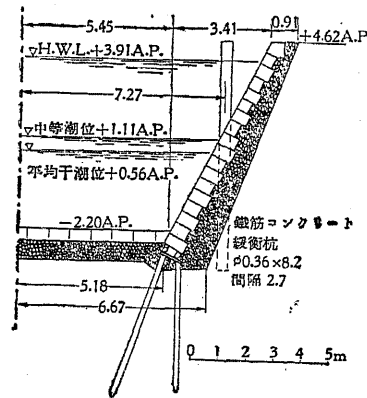 5.45
3.41
0.91
+4.62A.P.
▽H.W.L.+3.91A.P.
7.27
▽中等潮位+1.11A.P.
▽
平均干潮位+0.56A.P.
-2.20A.P.
鐵筋コンクリート
緩衝杭
φ0.36×8.2
間隔 2.7
5.18
6.67
0 1 2 3 4 5m